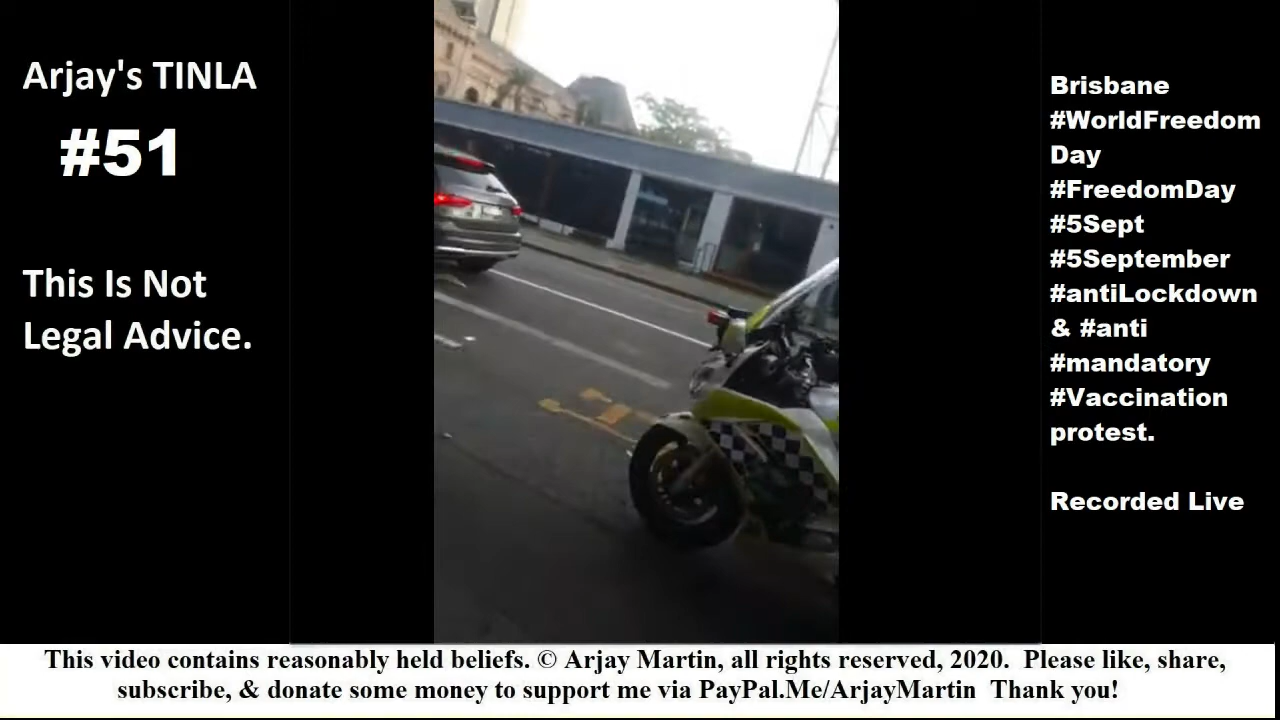 Arjay's TINLA
#51
This Is Not
Legal Advice.
Brisbane
#WorldFreedom
Day
#FreedomDay
#5Sept
#5September
#antiLockdown
& #anti
#mandatory
#Vaccination
protest.
Recorded Live
This video contains reasonably held beliefs. © Arjay Martin, all rights reserved, 2020.  Please like, share,
subscribe, & donate some money to support me via PayPal.Me/ArjayMartin  Thank you!